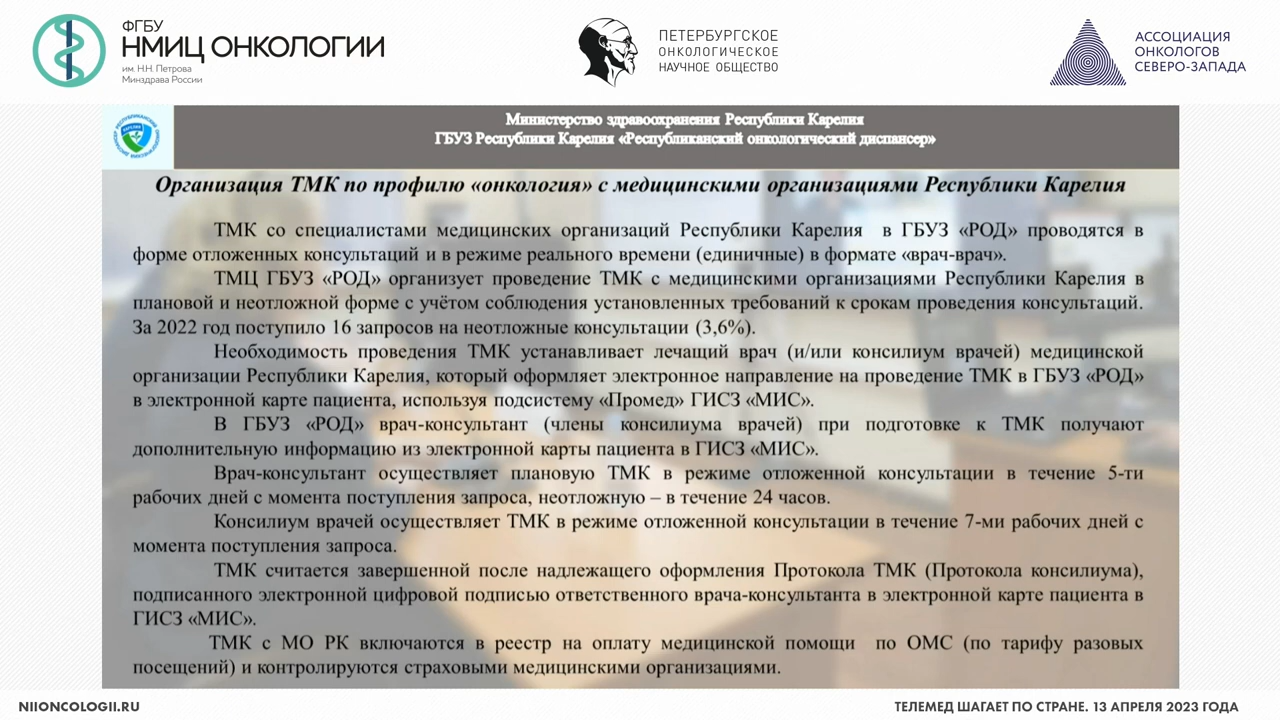 ФГБУ
НМИЦ ОНКОЛОГИИ
им. Н.Н. Петрова
Минздрава России
ПЕТЕРБУРГСКОЕ
ОНКОЛОГИЧЕСКОЕ
НАУЧНОЕ ОБЩЕСТВО
АССОЦИАЦИЯ
ОНКОЛОГОВ
СЕВЕРО-ЗАПАДА
Министерство здравоохранения Республики Карелия
ГБУЗ Республики Карелия «Республиканский онкологический диспансер»
Организация ТМК по профилю «онкология» с медицинскими организациями Республики Карелия
ТМК со специалистами медицинских организаций Республики Карелия в ГБУЗ «РОД» проводятся в
форме отложенных консультаций и в режиме реального времени (единичные) в формате «врач-врач».
ТМЦ ГБУЗ «РОД» организует проведение ТМК с медицинскими организациями Республики Карелия в
плановой и неотложной форме с учётом соблюдения установленных требований к срокам проведения консультаций.
За 2022 год поступило 16 запросов на неотложные консультации (3,6%).
Необходимость проведения ТМК устанавливает лечащий врач (и/или консилиум врачей) медицинской
организации Республики Карелия, который оформляет электронное направление на проведение ТМК в ГБУЗ «РОД»
в электронной карте пациента, используя подсистему «Промед» ГИСЗ «МИС».
В ГБУЗ «РОД» врач-консультант (члены консилиума врачей) при подготовке к ТМК получают
дополнительную информацию из электронной карты пациента в ГИСЗ «МИС».
Врач-консультант осуществляет плановую ТМК в режиме отложенной консультации в течение 5-ти
рабочих дней с момента поступления запроса, неотложную – в течение 24 часов.
Консилиум врачей осуществляет ТМК в режиме отложенной консультации в течение 7-ми рабочих дней с
момента поступления запроса.
ТМК считается завершенной после надлежащего оформления Протокола ТМК (Протокола консилиума),
подписанного электронной цифровой подписью ответственного врача-консультанта в электронной карте пациента в
ГИСЗ «МИС».
ТМК с МО РК включаются в реестр на оплату медицинской помощи по ОМС (по тарифу разовых
посещений) и контролируются страховыми медицинскими организациями.
NIIONCOLOGII.RU
ТЕЛЕМЕД ШАГАЕТ ПО СТРАНЕ. 13 АПРЕЛЯ 2023 ГОДА